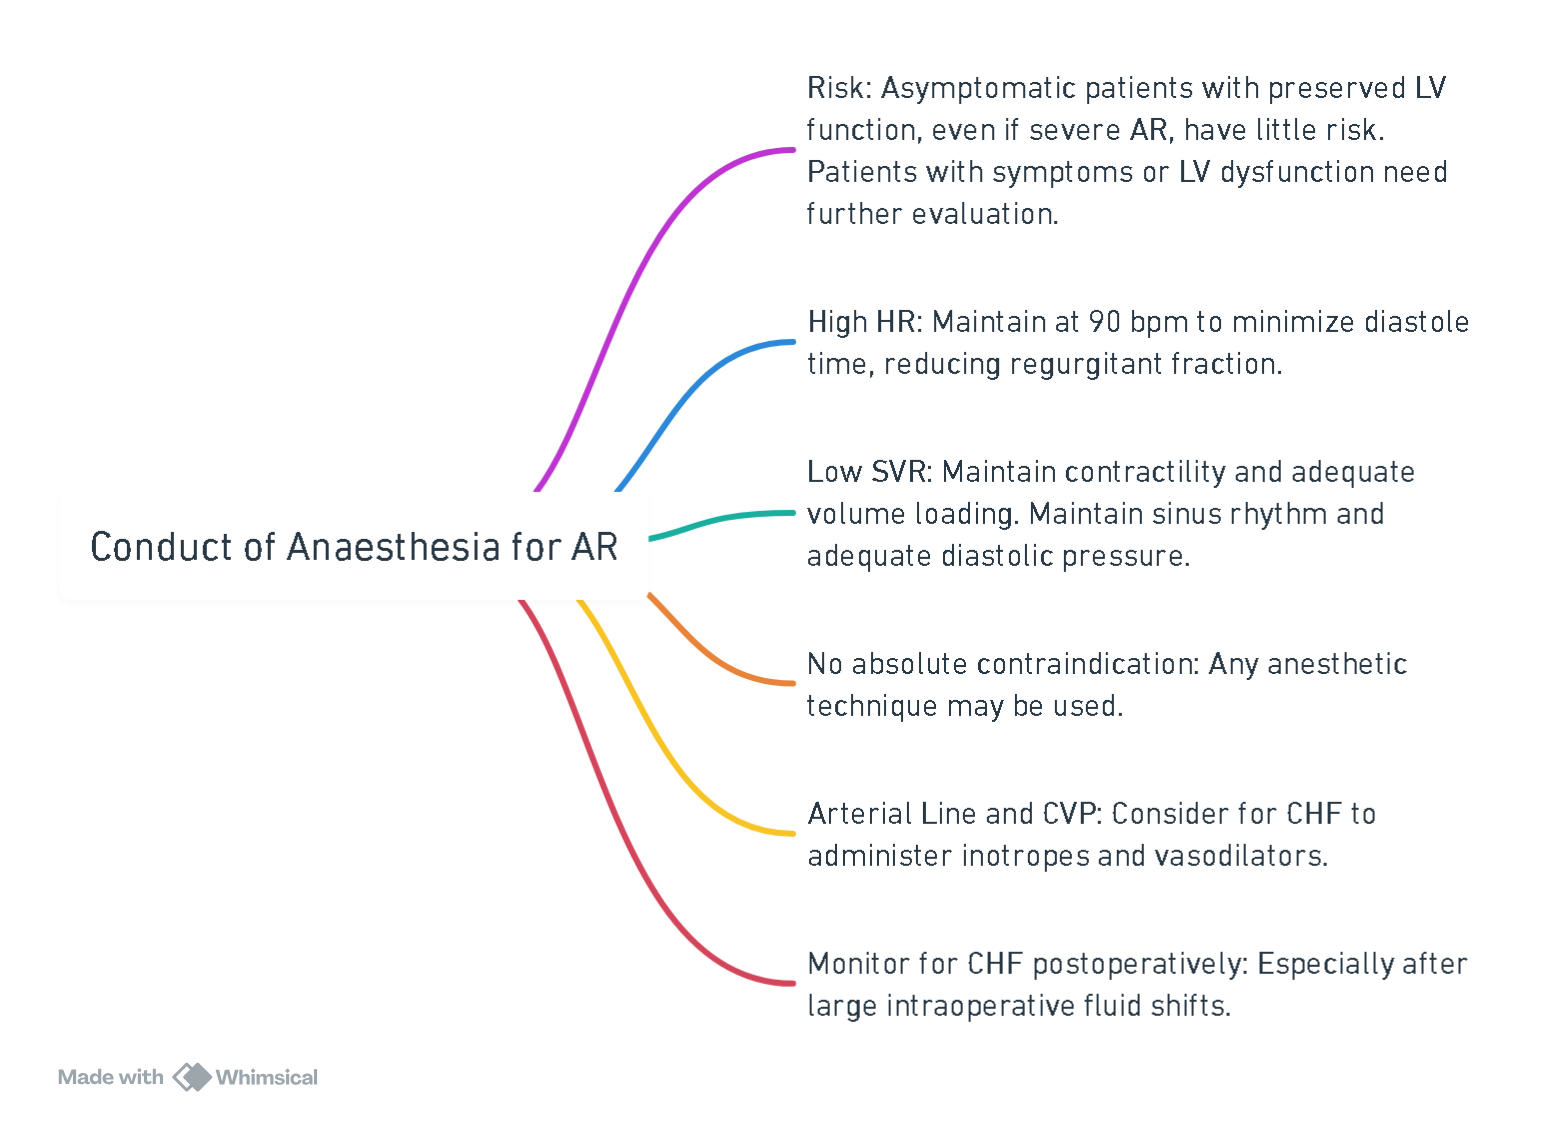 Risk: Asymptomatic patients with preserved LV
function, even if severe AR, have little risk.
Patients with symptoms or LV dysfunction need
further evaluation.
High HR: Maintain at 90 bpm to minimize diastole
time, reducing regurgitant fraction.
Low SVR: Maintain contractility and adequate
volume loading. Maintain sinus rhythm and
adequate diastolic pressure.
Conduct of Anaesthesia for AR
No absolute contraindication: Any anesthetic
technique may be used.
Arterial Line and CVP: Consider for CHF to
administer inotropes and vasodilators.
Monitor for CHF postoperatively: Especially after
large intraoperative fluid shifts.
Made with Whimsical